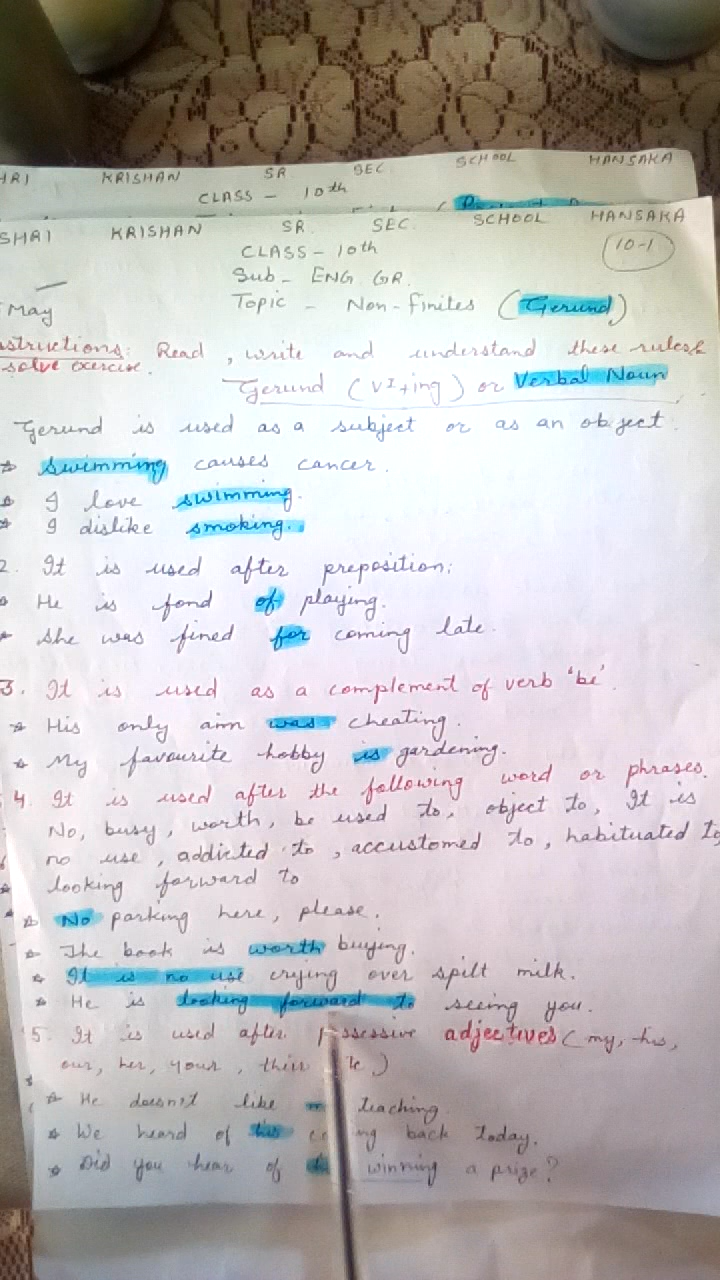 HRI KRISHAN SR SEC SCHOOL HANSAKA
CLASS - 10th
SHRI KRISHAN SR. SEC. SCHOOL HANSAKA
CLASS - 10th
10-1
Sub - ENG. GR.
May
Topic - Non-finites (Gerund)
structions: Read, write and understand these rules &
solve exercise.
Gerund (VI+ing) or Verbal Noun
Gerund is used as a subject or as an object.
Swimming causes cancer.
I love swimming.
I dislike smoking.
2. It is used after preposition:
He is fond of playing.
She was fined for coming late.
3. It is used as a complement of verb 'be'.
His only aim was cheating.
My favourite hobby is gardening.
4. It is used after the following word or phrases.
No, busy, worth, be used to, object to, It is
no use, addicted to, accustomed to, habituated to
looking forward to
No parking here, please.
The book is worth buying.
It is no use crying over spilt milk.
He is looking forward to seeing you.
5. It is used after possessive adjectives (my, his,
our, her, your, their
He doesn't like teaching.
We heard of his back today.
Did you hear of winning a prize?